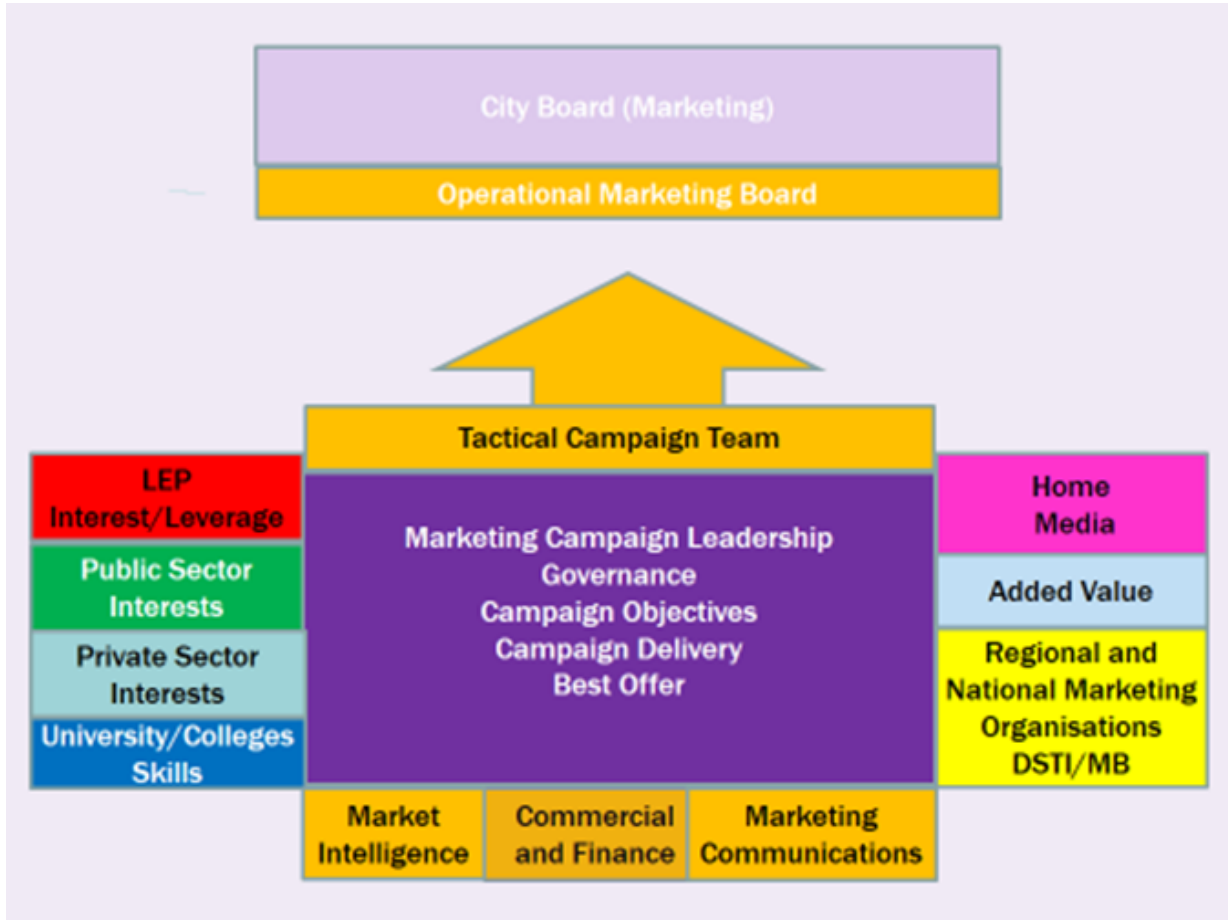 City Board (Marketing)
Operational Marketing Board
Tactical Campaign Team
LEP
Interest/Leverage
Public Sector
Interests
Private Sector
Interests
University/Colleges
Skills
Marketing Campaign Leadership
Governance
Campaign Objectives
Campaign Delivery
Best Offer
Home
Media
Added Value
Regional and
National Marketing
Organisations
DSTI/MB
Market
Intelligence
Commercial
and Finance
Marketing
Communications